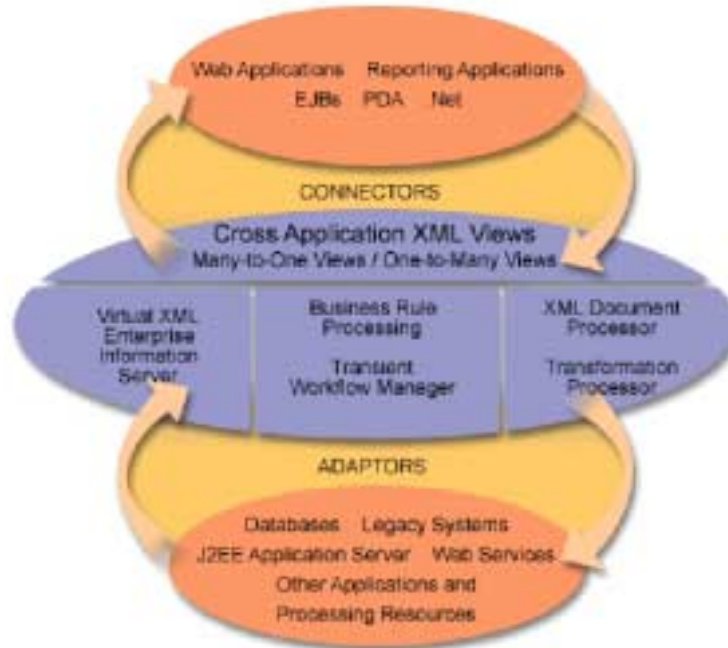 Web Applications Reporting Applications
EJBs PDA Net
CONNECTORS
Cross Application XML Views
Many-to-One Views / One-to-Many Views
Virtual XML
Enterprise
Information
Server
Business Rule
Processing
Transient
Workflow Manager
XML Document
Processor
Transformation
Processor
ADAPTORS
Databases Legacy Systems
J2EE Application Server Web Services
Other Applications and
Processing Resources